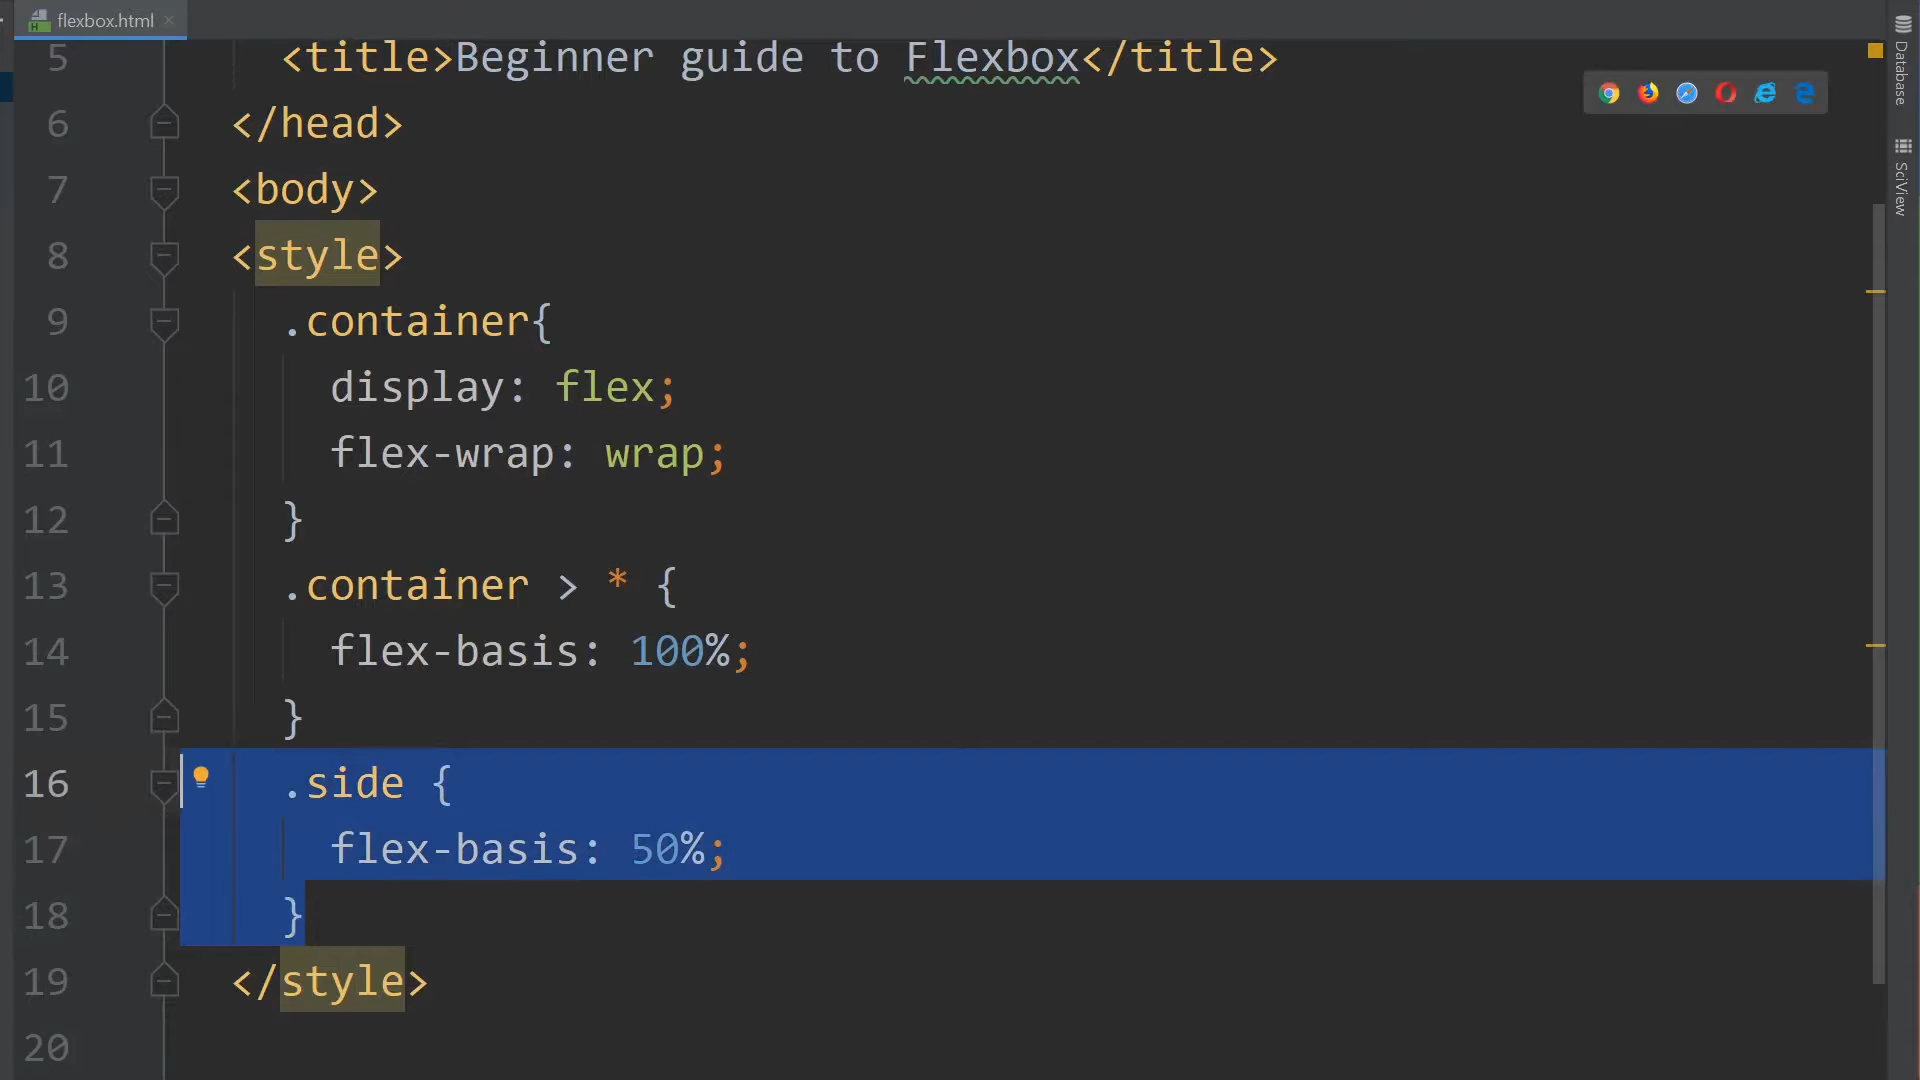 flexbox.html
5 <title>Beginner guide to Flexbox</title>
6 </head>
7 <body>
8 <style>
9 .container{
10 display: flex;
11 flex-wrap: wrap;
12 }
13 .container > * {
14 flex-basis: 100%;
15 }
16 .side {
17 flex-basis: 50%;
18 }
19 </style>
20
Database
SciView